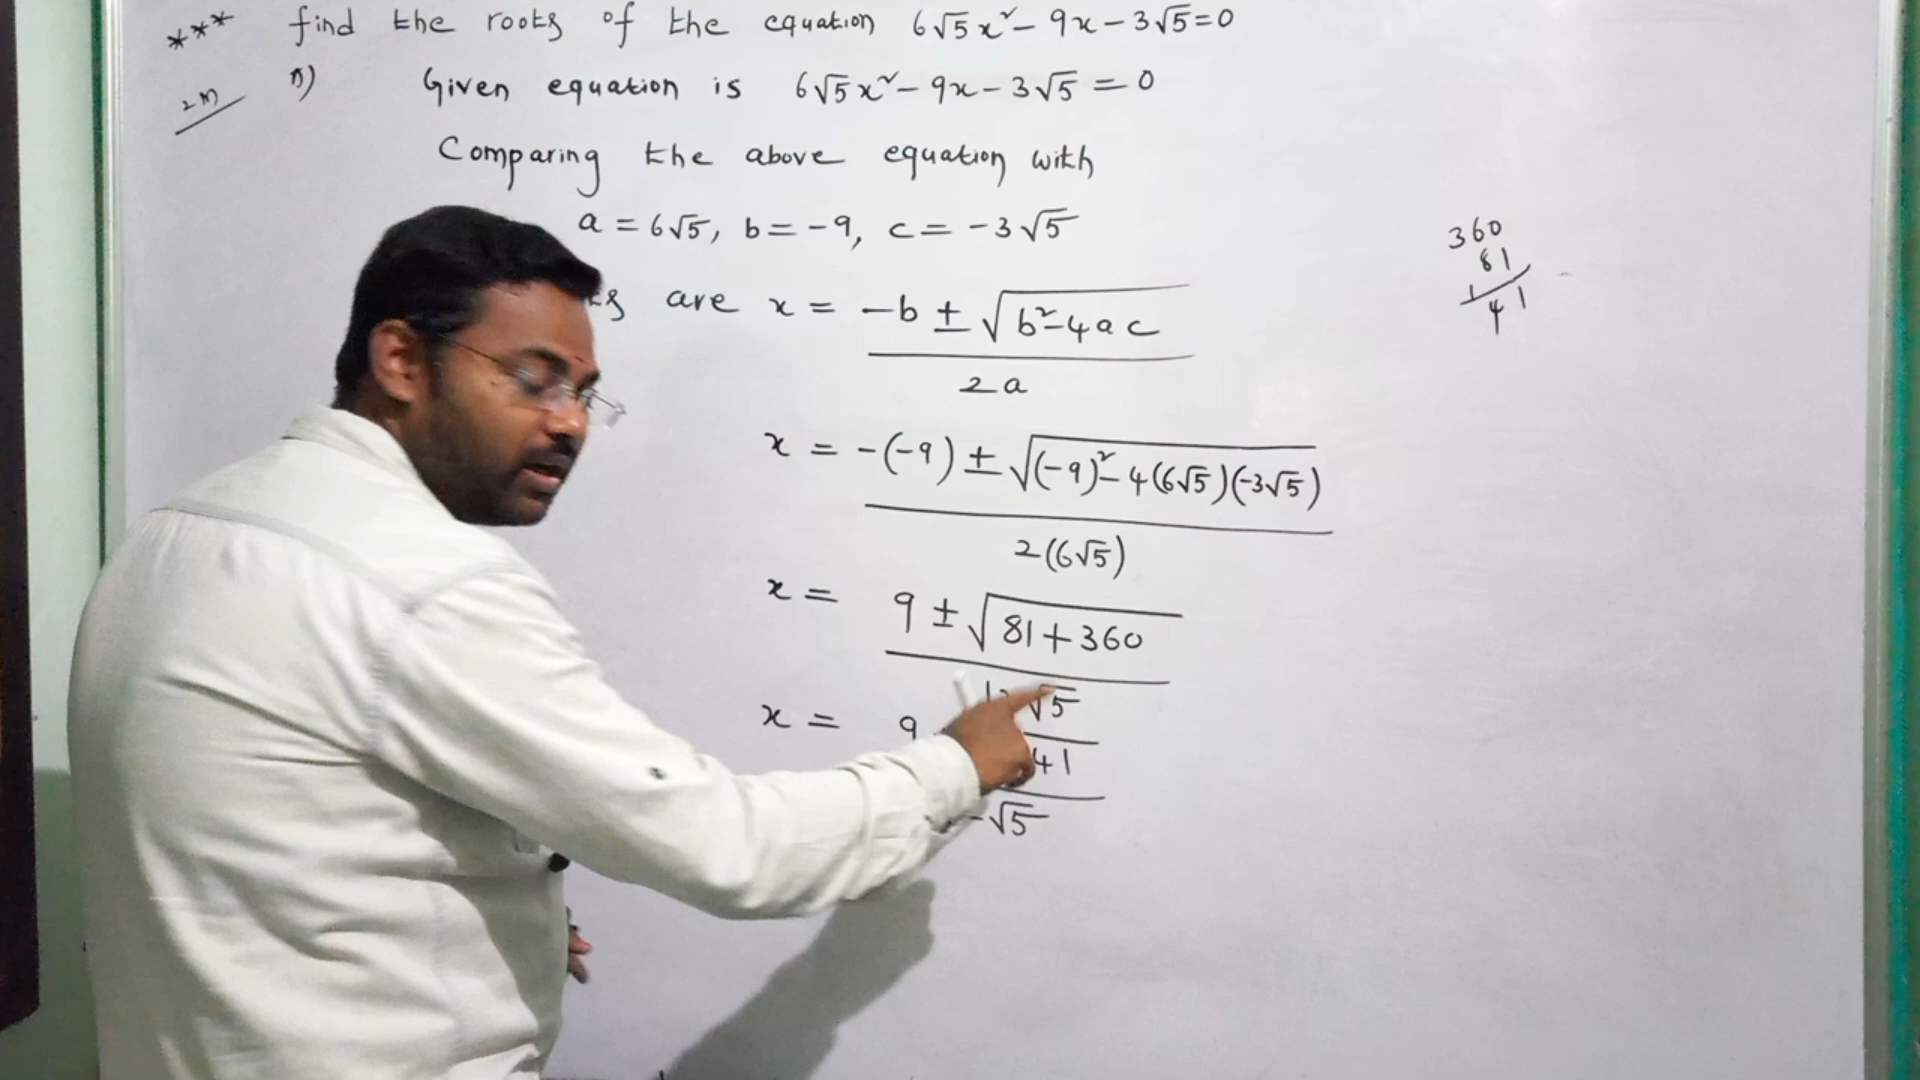 *** find the roots of the equation 6√5x² - 9x - 3√5 = 0
2M
Given equation is 6√5x² - 9x - 3√5 = 0
Comparing the above equation with
a = 6√5, b = -9, c = -3√5
are x = -b ± √(b²-4ac)
2a
x = -(-9) ± √((-9)² - 4(6√5)(-3√5))
2(6√5)
x = 9 ± √(81+360)
√5
x = 9 41
√5
360
81
41